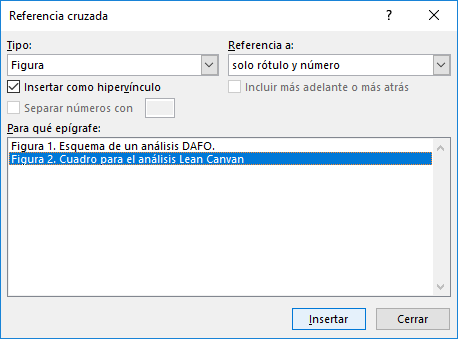 Referencia cruzada
?
Tipo:
Referencia a:
Figura
solo rótulo y número
Insertar como hipervínculo
Incluir más adelante o más atrás
Separar números con
Para qué epígrafe:
Figura 1. Esquema de un análisis DAFO.
Figura 2. Cuadro para el análisis Lean Canvan
Insertar
Cerrar